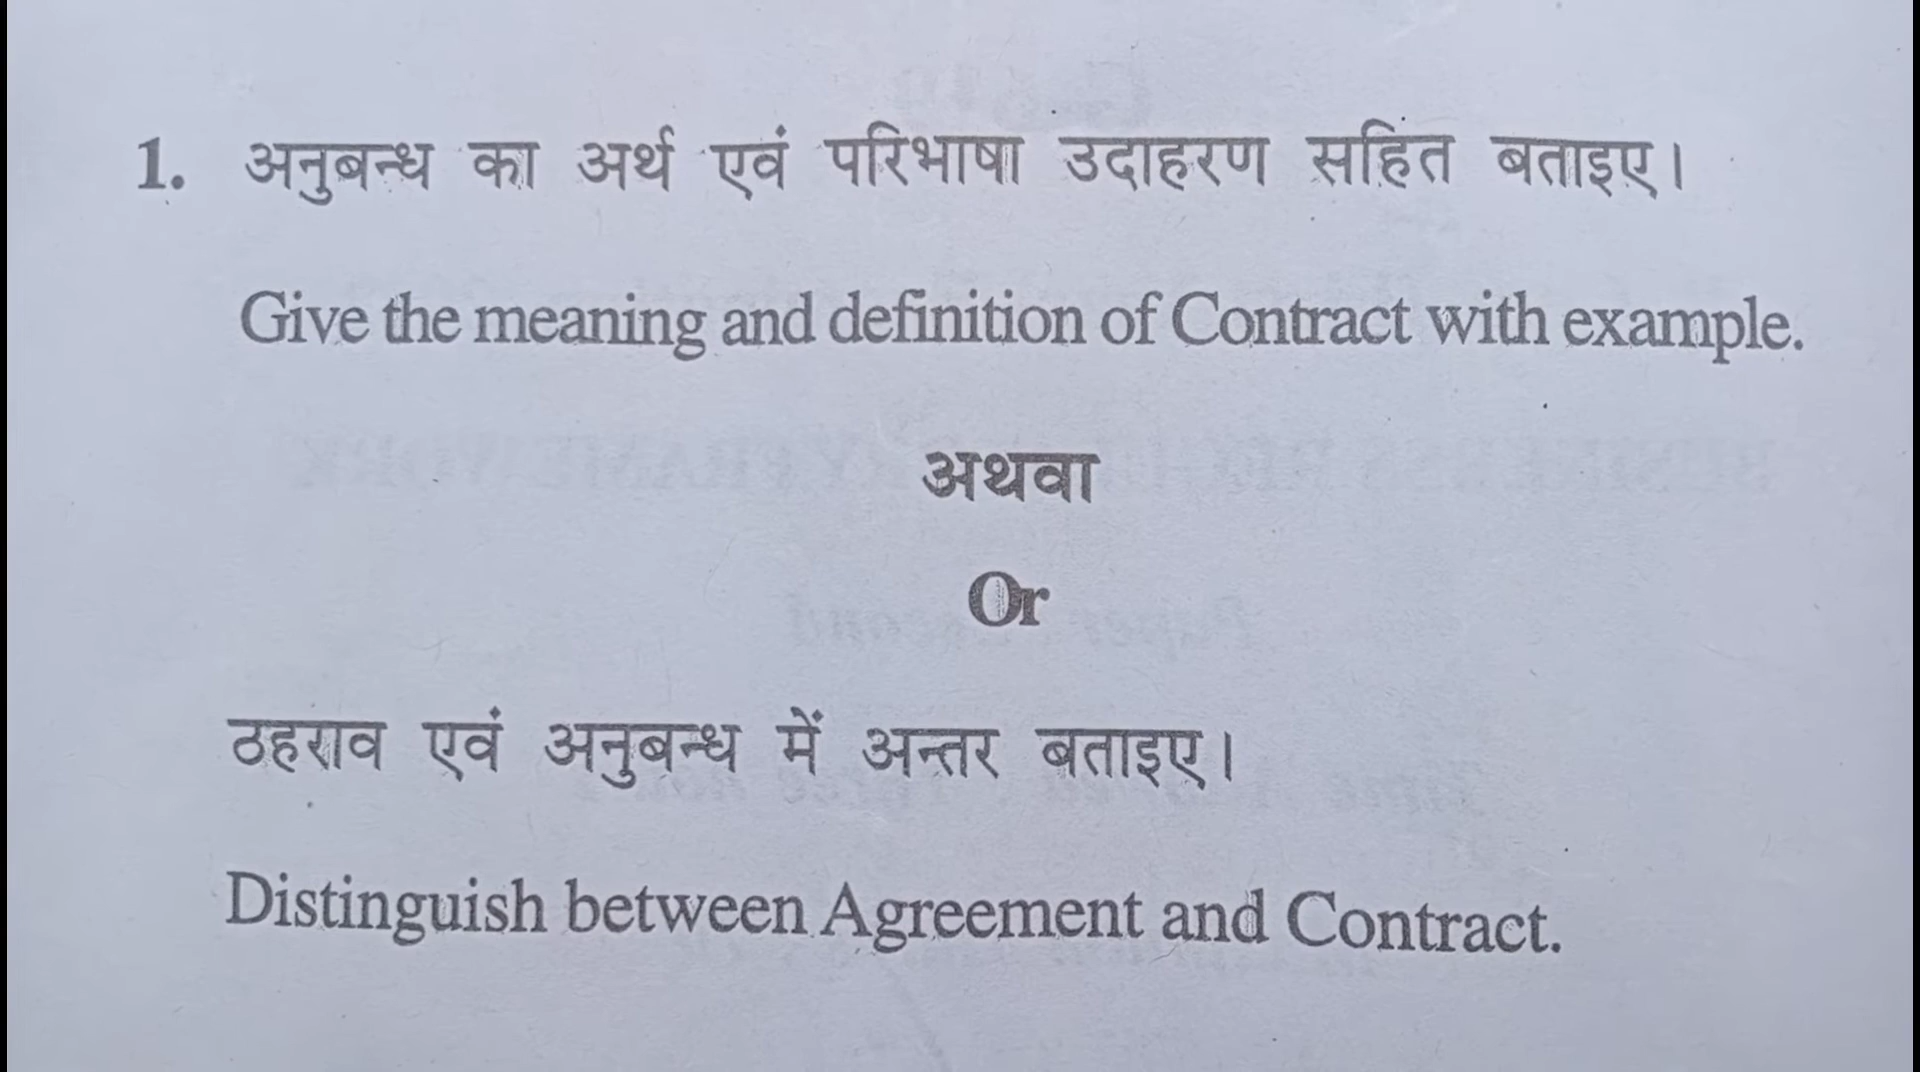 1. अनुबन्ध का अर्थ एवं परिभाषा उदाहरण सहित बताइए।
Give the meaning and definition of Contract with example.
अथवा
Or
ठहराव एवं अनुबन्ध में अन्तर बताइए।
Distinguish between Agreement and Contract.